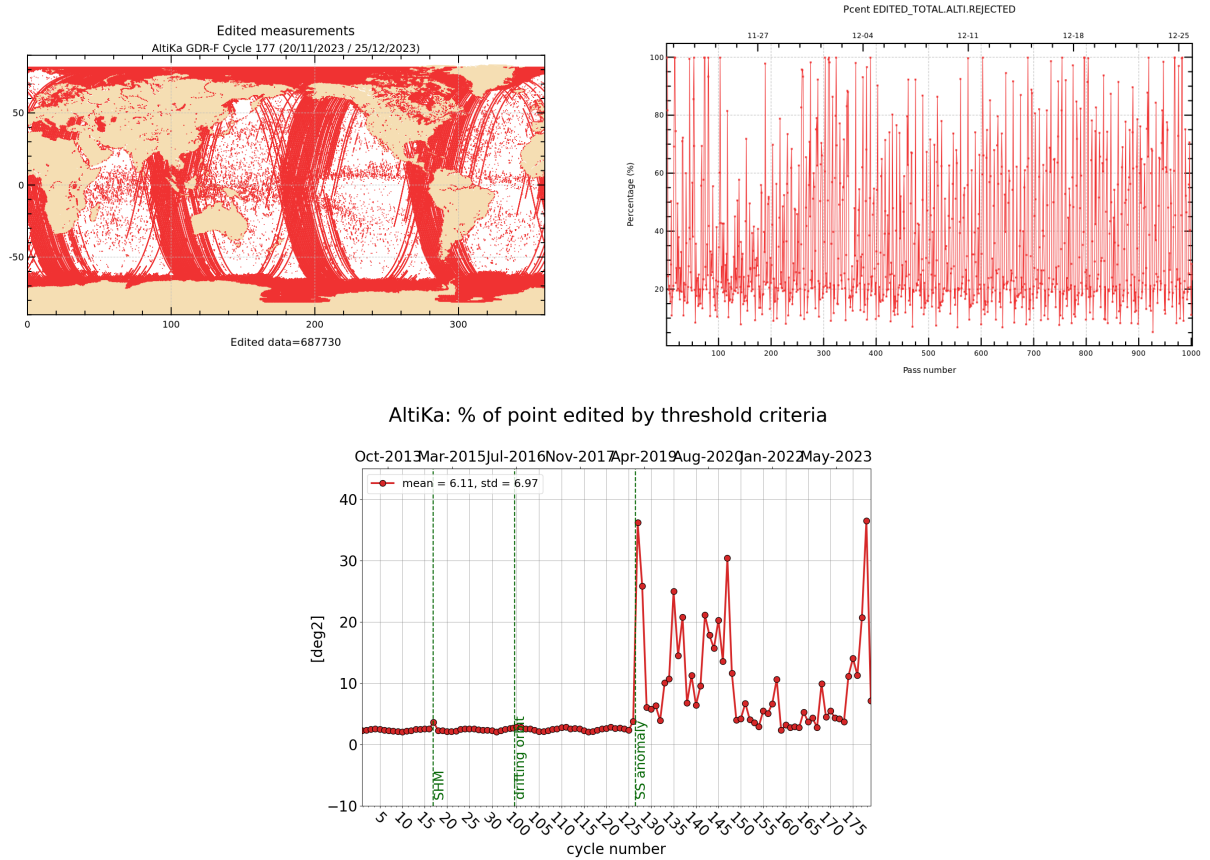 Edited measurements
AltiKa GDR-F Cycle 177 (20/11/2023 / 25/12/2023)
50
0
-50
0 100 200 300
Edited data=687730
Pcent EDITED_TOTAL.ALTI.REJECTED
11-27 12-04 12-11 12-18 12-25
100
80
60
40
20
Percentage (%)
100 200 300 400 500 600 700 800 900 1000
Pass number
AltiKa: % of point edited by threshold criteria
Oct-2013 Mar-2015 Jul-2016 Nov-2017 Apr-2019 Aug-2020 Jan-2022 May-2023
mean = 6.11, std = 6.97
40
30
20
10
0
−10
[deg2]
SHM
drifting orbit
SS anomaly
5 10 15 20 25 100 105 110 115 120 125 130 135 140 145 150 155 160 165 170 175
cycle number